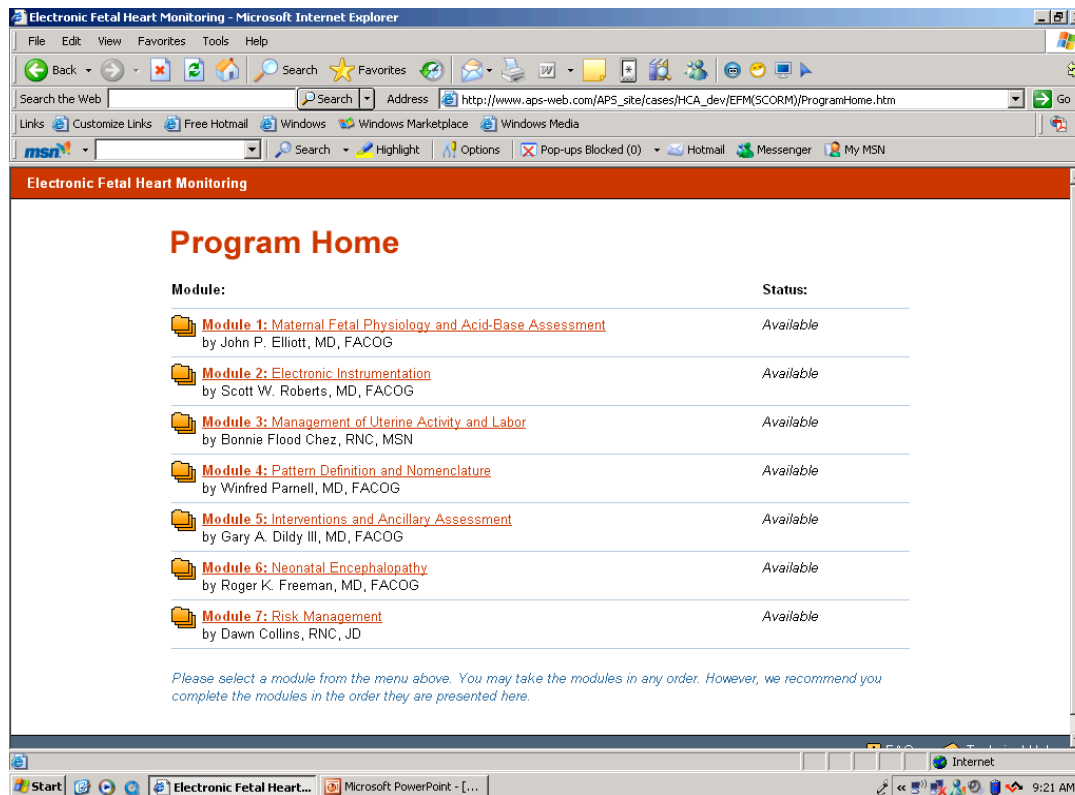 Electronic Fetal Heart Monitoring - Microsoft Internet Explorer
File Edit View Favorites Tools Help
Back Search Favorites
Search the Web Search Address http://www.aps-web.com/APS_site/cases/HCA_dev/EFM(SCORM)/ProgramHome.htm Go
Links Customize Links Free Hotmail Windows Windows Marketplace Windows Media
msn Search Highlight Options Pop-ups Blocked (0) Hotmail Messenger My MSN
Electronic Fetal Heart Monitoring
Program Home
Module: Status:
Module 1: Maternal Fetal Physiology and Acid-Base Assessment Available
by John P. Elliott, MD, FACOG
Module 2: Electronic Instrumentation Available
by Scott W. Roberts, MD, FACOG
Module 3: Management of Uterine Activity and Labor Available
by Bonnie Flood Chez, RNC, MSN
Module 4: Pattern Definition and Nomenclature Available
by Winfred Parnell, MD, FACOG
Module 5: Interventions and Ancillary Assessment Available
by Gary A. Dildy III, MD, FACOG
Module 6: Neonatal Encephalopathy Available
by Roger K. Freeman, MD, FACOG
Module 7: Risk Management Available
by Dawn Collins, RNC, JD
Please select a module from the menu above. You may take the modules in any order. However, we recommend you
complete the modules in the order they are presented here.
Internet
Start Electronic Fetal Heart... Microsoft PowerPoint - [... 9:21 AM